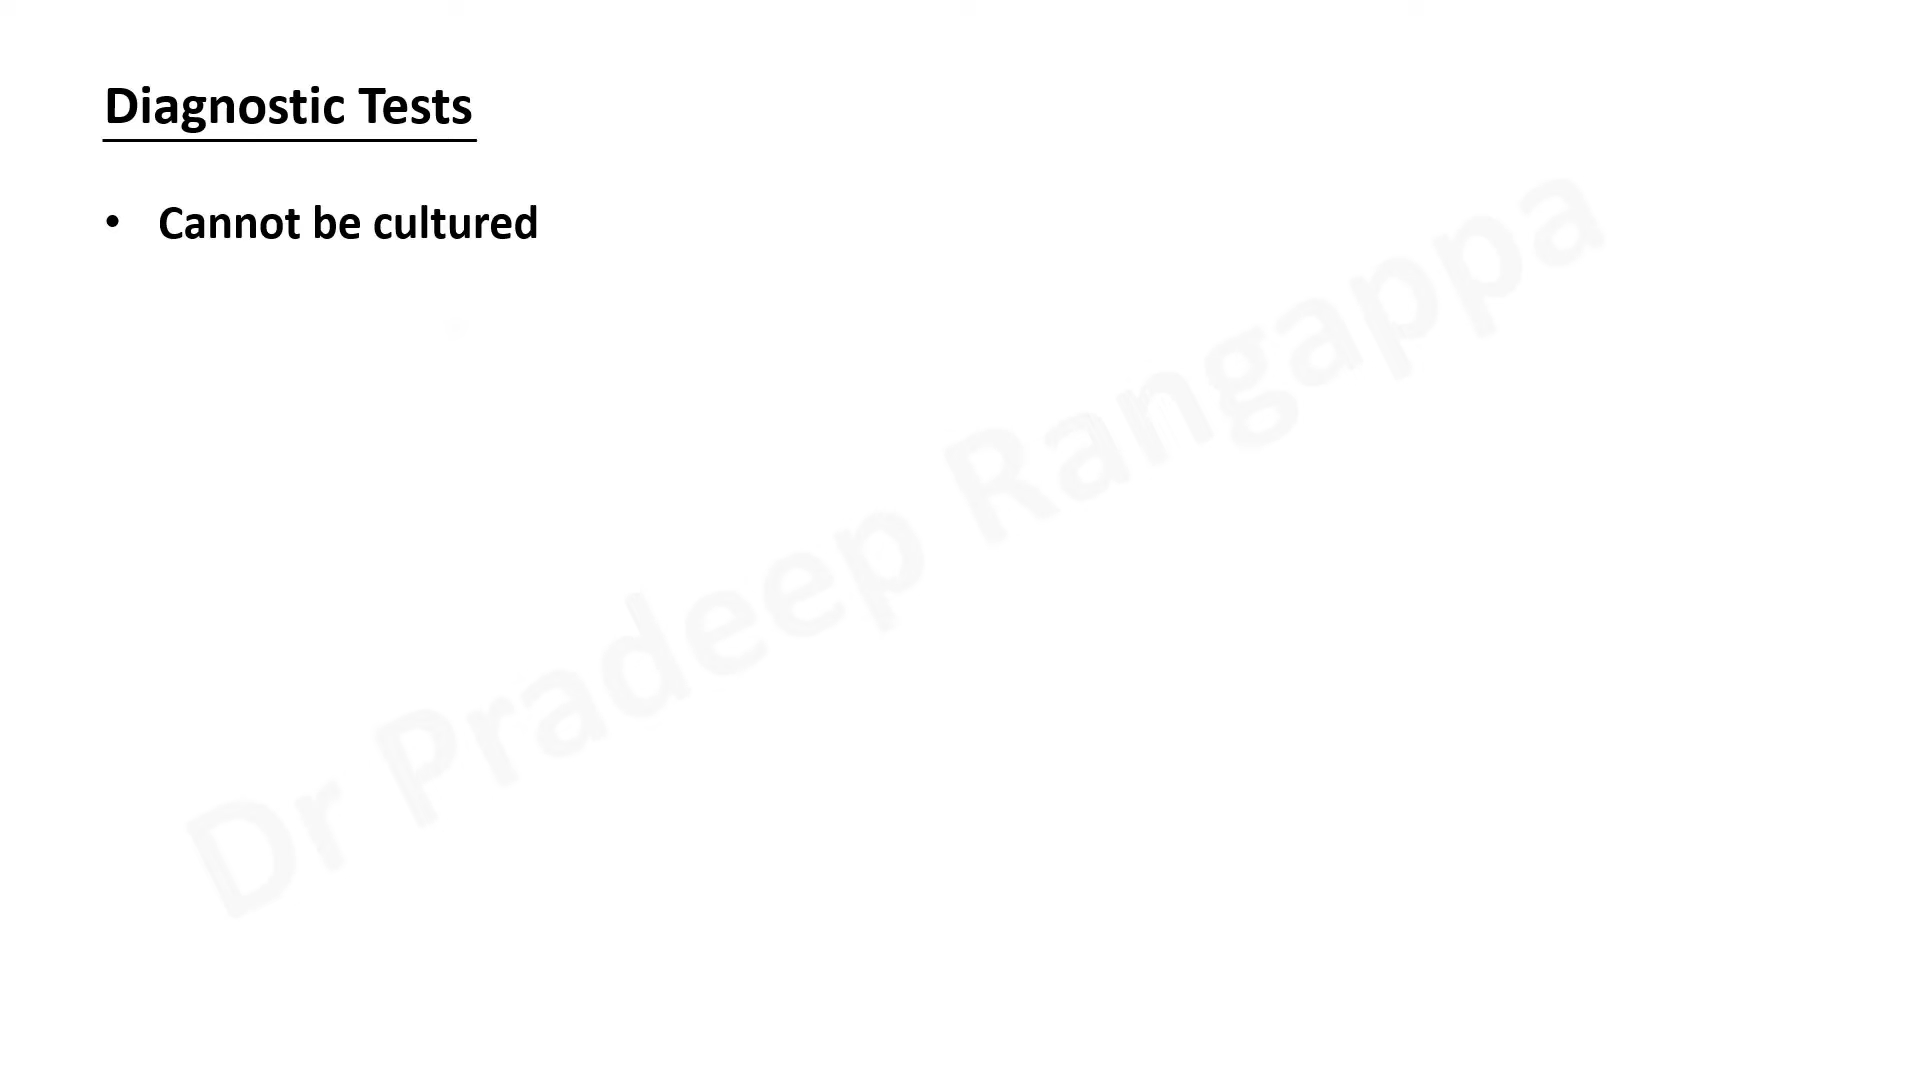 Diagnostic Tests
• Cannot be cultured
Dr Pradeep Rangappa